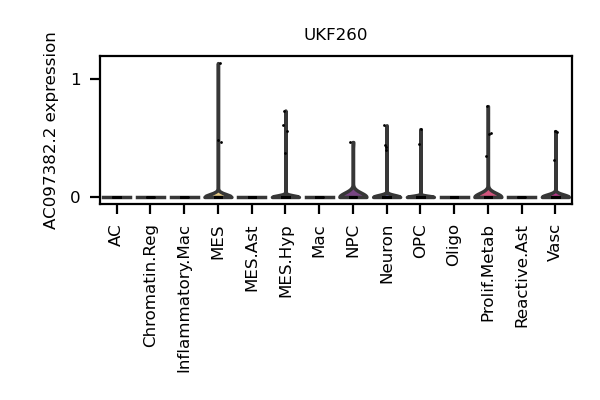 UKF260
AC097382.2 expression
1
0
AC
Chromatin.Reg
Inflammatory.Mac
MES
MES.Ast
MES.Hyp
Mac
NPC
Neuron
OPC
Oligo
Prolif.Metab
Reactive.Ast
Vasc